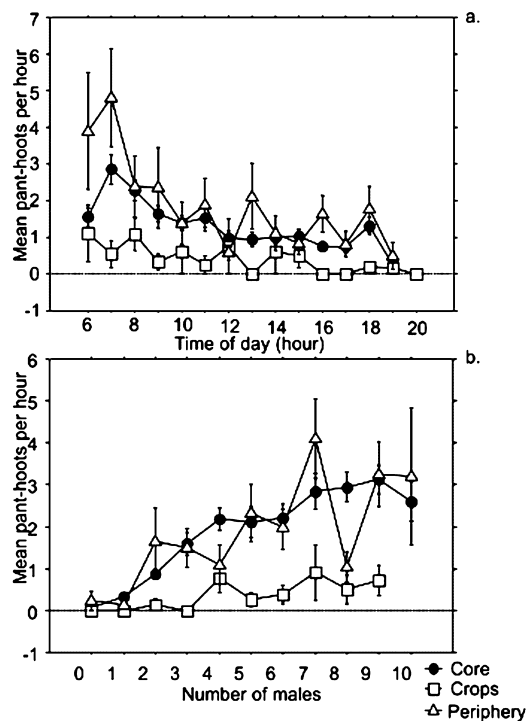 a.
Mean pant-hoots per hour
7
6
5
4
3
2
1
0
-1
6 8 10 12 14 16 18 20
Time of day (hour)
b.
Mean pant-hoots per hour
6
5
4
3
2
1
0
-1
0 1 2 3 4 5 6 7 8 9 10
Number of males
Core
Crops
Periphery